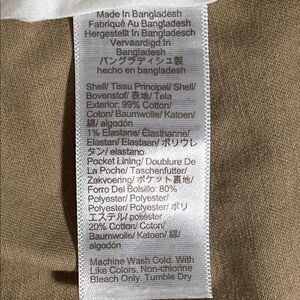 Made In Bangladesh
Fabriqué Au Bangladesh
Hergestellt In Bangladesch
Vervaardigd In
Bangladesh
バングラディシュ製
hecho en bangladesh
Shell/ Tissu Principal/ Shell/
Bovenstof/ 表地/ Tela
Exterior: 99% Cotton/
Coton/ Baumwolle/ Katoen/
綿/ algodón
1% Elastane/ Élasthanne/
Elastan/ Elastaan/ ポリウレ
タン/ elastano
Pocket Lining/ Doublure De
La Poche/ Taschenfutter/
Zakvoering/ ポケット裏地/
Forro Del Bolsillo: 80%
Polyester/ Polyester/
Polyester/ Polyester/ ポリ
エステル/ poliéster
20% Cotton/ Coton/
Baumwolle/ Katoen/ 綿/
algodón
Machine Wash Cold. With
Like Colors. Non-chlorine
Bleach Only. Tumble Dry